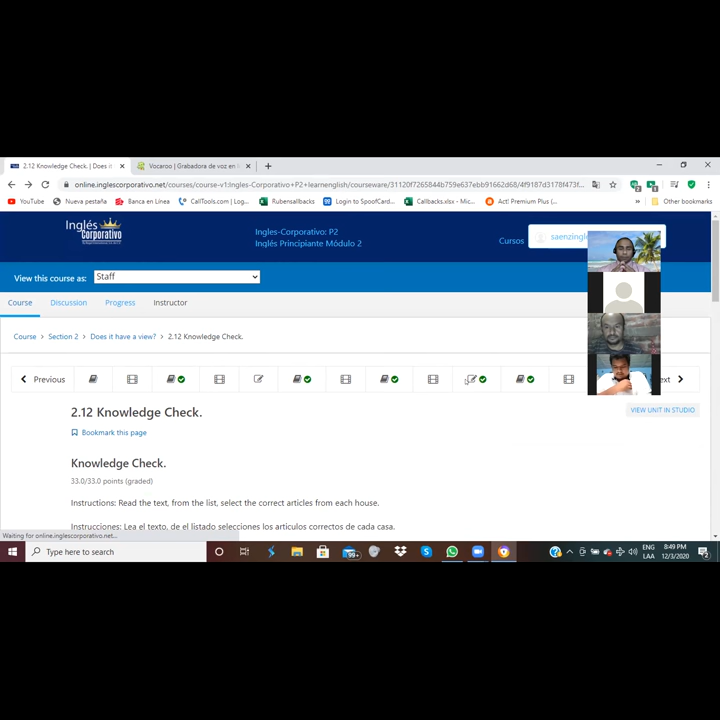 2.12 Knowledge Check. | Does it
Vocaroo | Grabadora de voz en l
online.inglescorporativo.net/courses/course-v1:Ingles-Corporativo+P2+learnenglish/courseware/31120f7265844b759e637ebb91662d68/4f9187d3178f473f...
YouTube
Nueva pestaña
Banca en Línea
CallTools.com | Log...
Rubensallbacks
Login to SpoofCard...
Callbacks.xlsx - Mic...
Act! Premium Plus (...
»
Other bookmarks
Inglés
Corporativo
Ingles-Corporativo: P2
Inglés Principiante Módulo 2
Cursos
saenzingle
View this course as:
Staff
Course
Discussion
Progress
Instructor
Course > Section 2 > Does it have a view? > 2.12 Knowledge Check.
Previous
ext
2.12 Knowledge Check.
VIEW UNIT IN STUDIO
Bookmark this page
Knowledge Check.
33.0/33.0 points (graded)
Instructions: Read the text, from the list, select the correct articles from each house.
Instrucciones: Lea el texto, de el listado selecciones los artículos correctos de cada casa.
Waiting for online.inglescorporativo.net...
Type here to search
99+
ENG
LAA
8:49 PM
12/3/2020
2